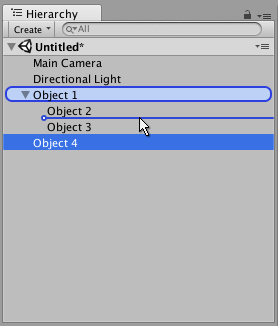 Hierarchy
Create All
Untitled*
Main Camera
Directional Light
Object 1
Object 2
Object 3
Object 4